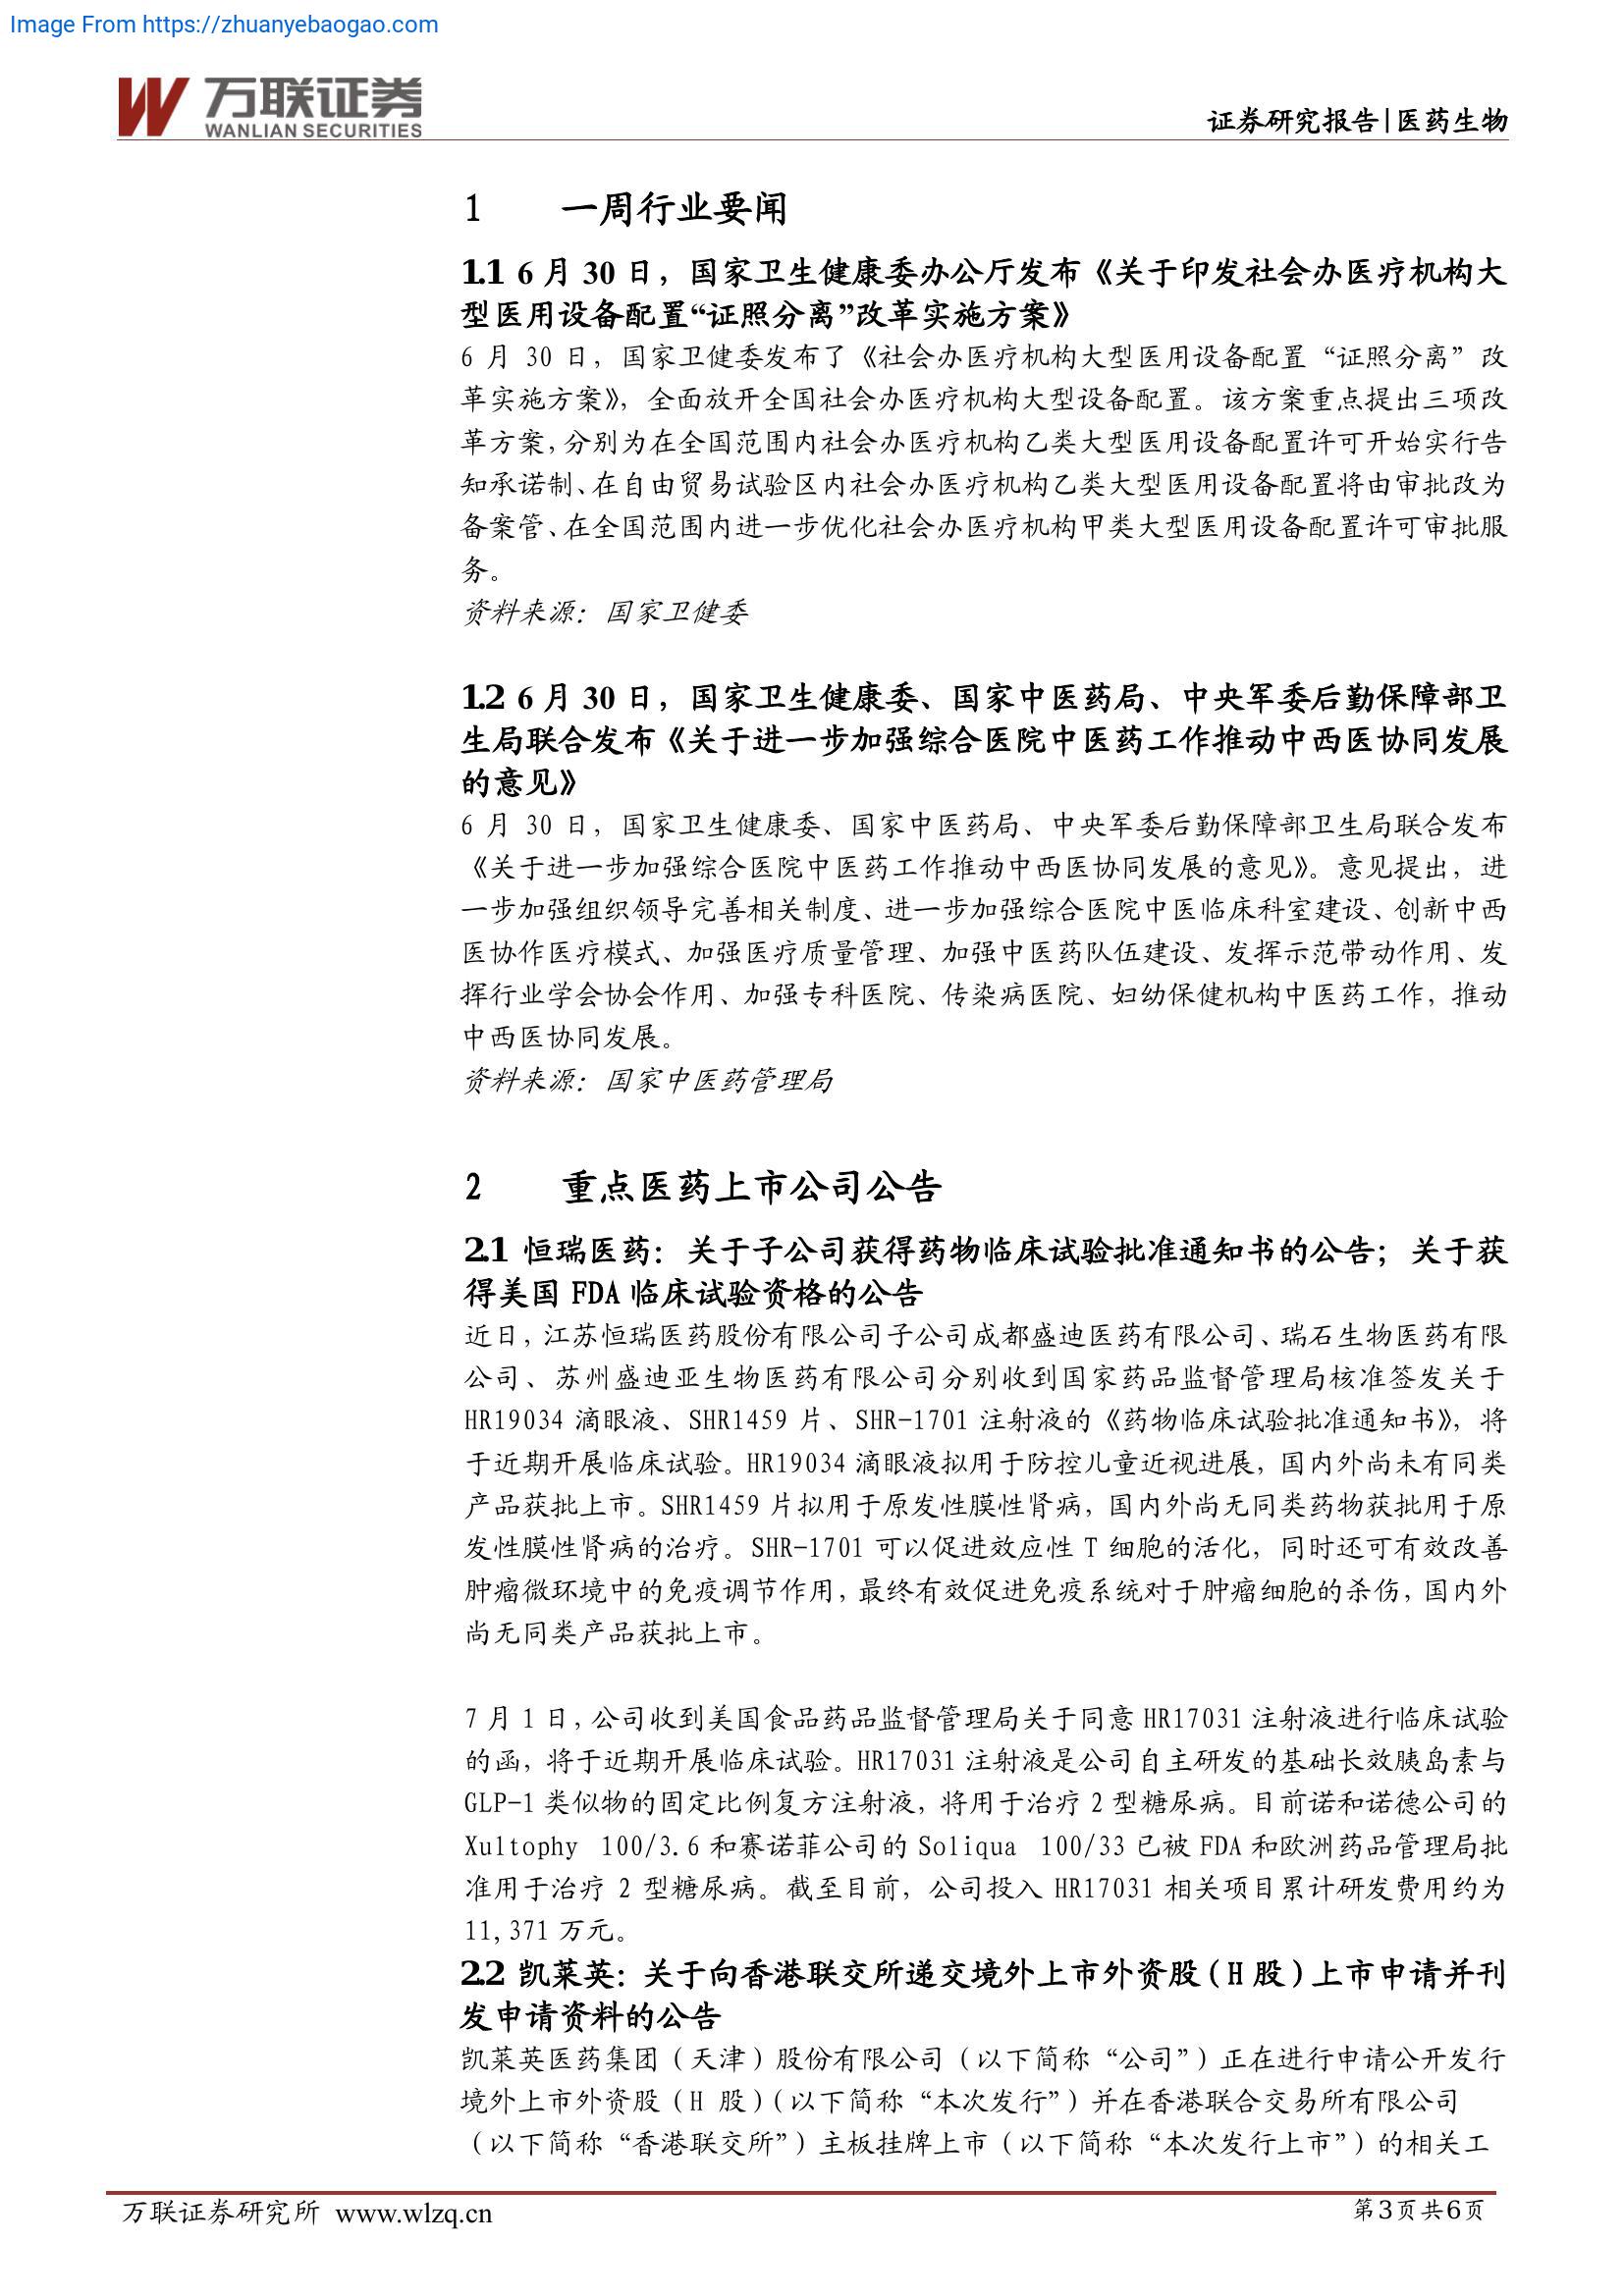 Image From https://zhuanyebaogao.com
万联证券
WANLIAN SECURITIES
证券研究报告|医药生物
1 一周行业要闻
1.1 6 月 30 日，国家卫生健康委办公厅发布《关于印发社会办医疗机构大
型医用设备配置“证照分离”改革实施方案》
6 月 30 日，国家卫健委发布了《社会办医疗机构大型医用设备配置“证照分离”改
革实施方案》，全面放开全国社会办医疗机构大型设备配置。该方案重点提出三项改
革方案，分别为在全国范围内社会办医疗机构乙类大型医用设备配置许可开始实行告
知承诺制、在自由贸易试验区内社会办医疗机构乙类大型医用设备配置将由审批改为
备案管、在全国范围内进一步优化社会办医疗机构甲类大型医用设备配置许可审批服
务。
资料来源：国家卫健委
1.2 6 月 30 日，国家卫生健康委、国家中医药局、中央军委后勤保障部卫
生局联合发布《关于进一步加强综合医院中医药工作推动中西医协同发展
的意见》
6 月 30 日，国家卫生健康委、国家中医药局、中央军委后勤保障部卫生局联合发布
《关于进一步加强综合医院中医药工作推动中西医协同发展的意见》。意见提出，进
一步加强组织领导完善相关制度、进一步加强综合医院中医临床科室建设、创新中西
医协作医疗模式、加强医疗质量管理、加强中医药队伍建设、发挥示范带动作用、发
挥行业学会协会作用、加强专科医院、传染病医院、妇幼保健机构中医药工作，推动
中西医协同发展。
资料来源：国家中医药管理局
2 重点医药上市公司公告
2.1 恒瑞医药：关于子公司获得药物临床试验批准通知书的公告；关于获
得美国 FDA 临床试验资格的公告
近日，江苏恒瑞医药股份有限公司子公司成都盛迪医药有限公司、瑞石生物医药有限
公司、苏州盛迪亚生物医药有限公司分别收到国家药品监督管理局核准签发关于
HR19034 滴眼液、SHR1459 片、SHR-1701 注射液的《药物临床试验批准通知书》，将
于近期开展临床试验。HR19034 滴眼液拟用于防控儿童近视进展，国内外尚未有同类
产品获批上市。SHR1459 片拟用于原发性膜性肾病，国内外尚无同类药物获批用于原
发性膜性肾病的治疗。SHR-1701 可以促进效应性 T 细胞的活化，同时还可有效改善
肿瘤微环境中的免疫调节作用，最终有效促进免疫系统对于肿瘤细胞的杀伤，国内外
尚无同类产品获批上市。
7 月 1 日，公司收到美国食品药品监督管理局关于同意 HR17031 注射液进行临床试验
的函，将于近期开展临床试验。HR17031 注射液是公司自主研发的基础长效胰岛素与
GLP-1 类似物的固定比例复方注射液，将用于治疗 2 型糖尿病。目前诺和诺德公司的
Xultophy 100/3.6 和赛诺菲公司的 Soliqua 100/33 已被 FDA 和欧洲药品管理局批
准用于治疗 2 型糖尿病。截至目前，公司投入 HR17031 相关项目累计研发费用约为
11,371 万元。
2.2 凯莱英：关于向香港联交所递交境外上市外资股（H 股）上市申请并刊
发申请资料的公告
凯莱英医药集团（天津）股份有限公司（以下简称“公司”）正在进行申请公开发行
境外上市外资股（H 股）（以下简称“本次发行”）并在香港联合交易所有限公司
（以下简称“香港联交所”）主板挂牌上市（以下简称“本次发行上市”）的相关工
万联证券研究所 www.wlzq.cn
第3页共6页